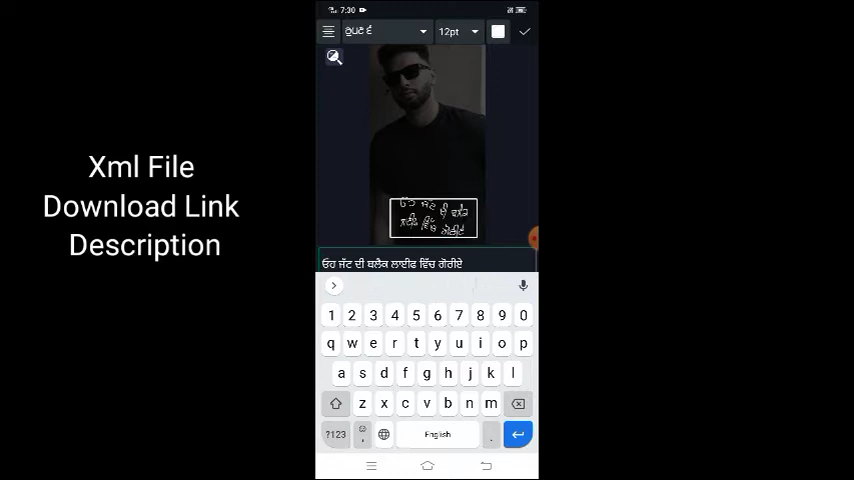 7:30
12pt
Xml File
Download Link
Description
ਓਹ ਜੱਟ ਦੀ ਬਲੈਕ ਲਾਈਫ ਵਿੱਚ ਗੋਰੀਏ
1 2 3 4 5 6 7 8 9 0
q w e r t y u i o p
a s d f g h j k l
z x c v b n m
?123 , English .